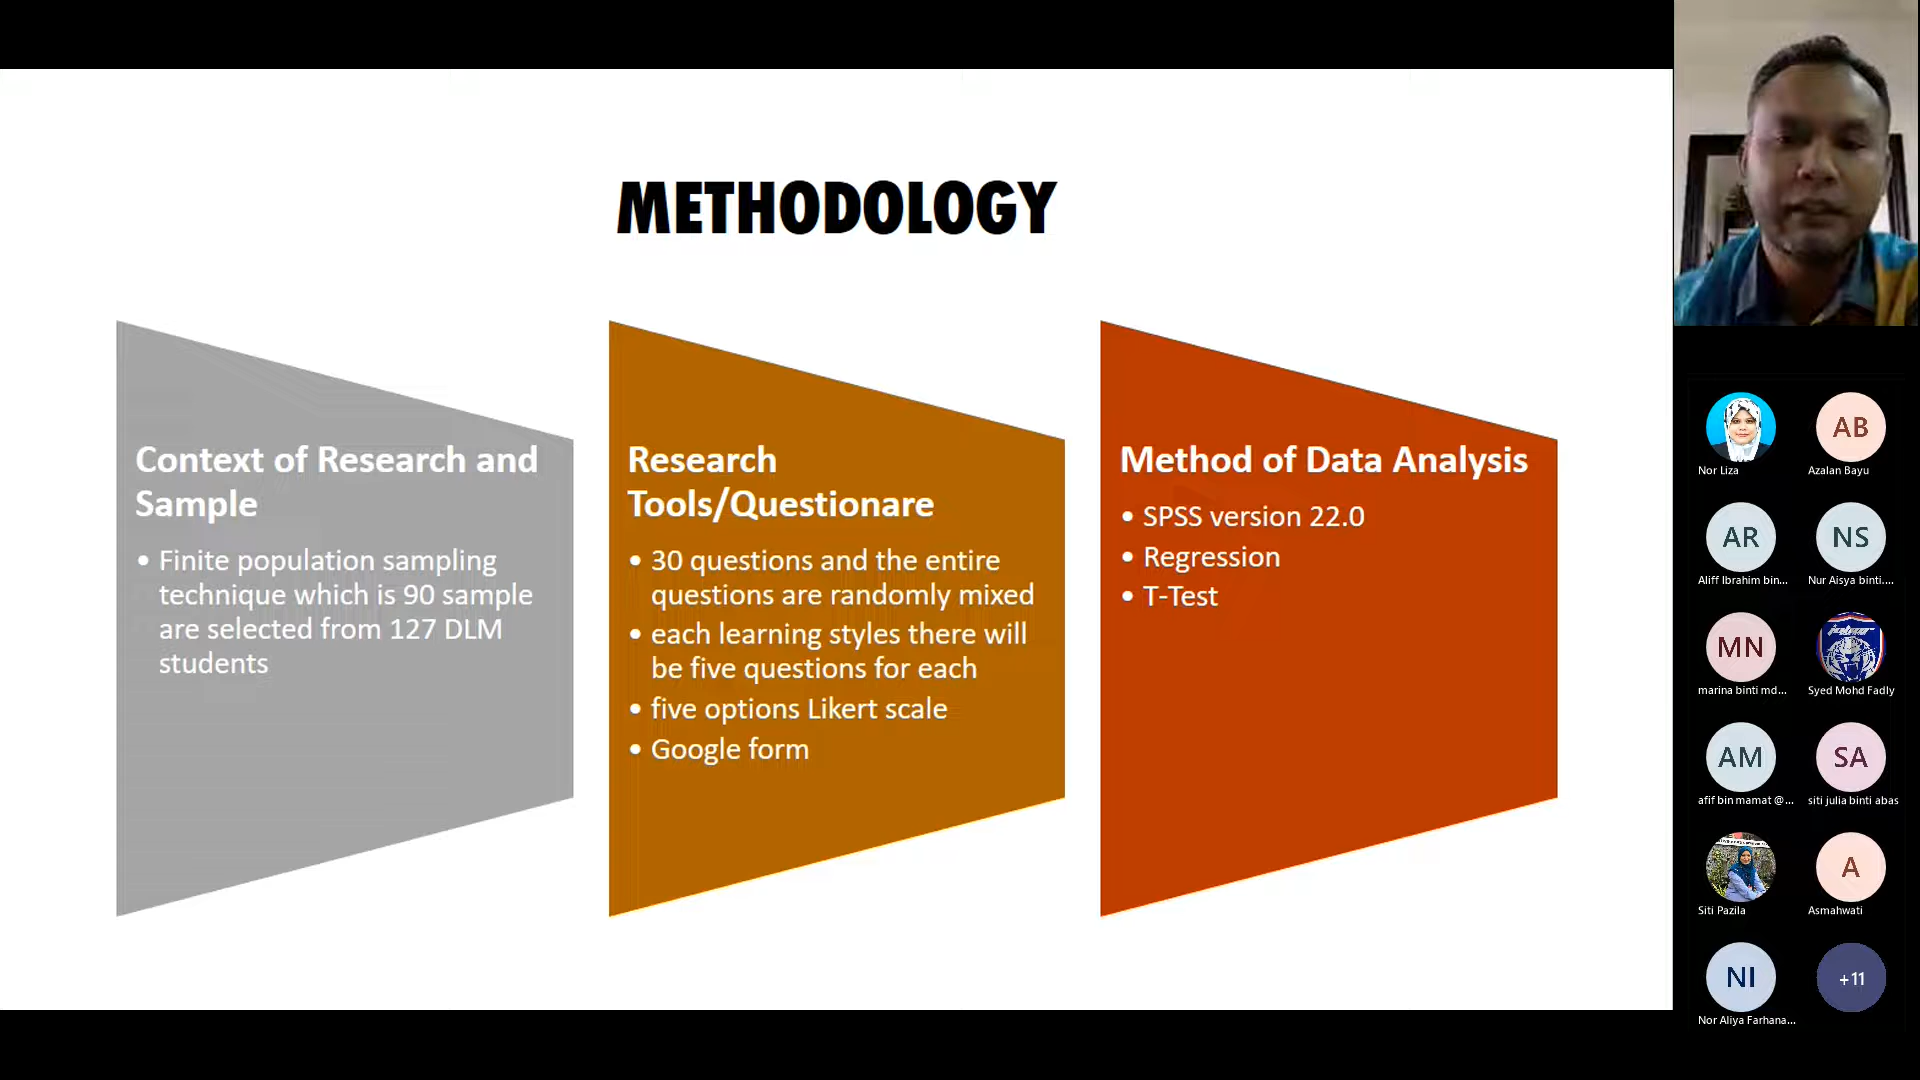 METHODOLOGY
Context of Research and
Sample
• Finite population sampling
technique which is 90 sample
are selected from 127 DLM
students
Research
Tools/Questionare
• 30 questions and the entire
questions are randomly mixed
• each learning styles there will
be five questions for each
• five options Likert scale
• Google form
Method of Data Analysis
• SPSS version 22.0
• Regression
• T-Test
Nor Liza
AB
Azalan Bayu
AR
Aliff Ibrahim bin...
NS
Nur Aisya binti....
MN
marina binti md...
Syed Mohd Fadly
AM
afif bin mamat @...
SA
siti julia binti abas
Siti Pazila
A
Asmahwati
NI
Nor Aliya Farhana...
+11